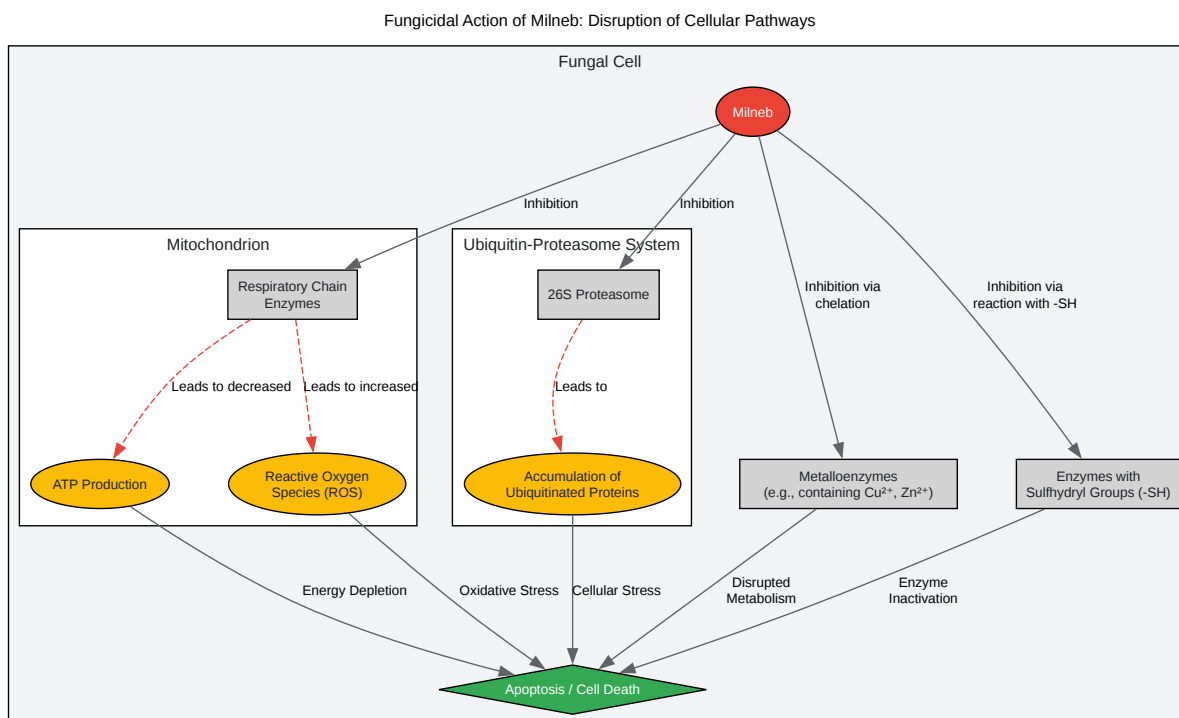 Fungicidal Action of Milneb: Disruption of Cellular Pathways
Fungal Cell
Milneb
Inhibition
Inhibition
Mitochondrion
Ubiquitin-Proteasome System
Respiratory Chain
Enzymes
26S Proteasome
Inhibition via
chelation
Inhibition via
reaction with -SH
Leads to decreased
Leads to increased
Leads to
ATP Production
Reactive Oxygen
Species (ROS)
Accumulation of
Ubiquitinated Proteins
Metalloenzymes
(e.g., containing Cu²⁺, Zn²⁺)
Enzymes with
Sulfhydryl Groups (-SH)
Energy Depletion
Oxidative Stress
Cellular Stress
Disrupted
Metabolism
Enzyme
Inactivation
Apoptosis / Cell Death